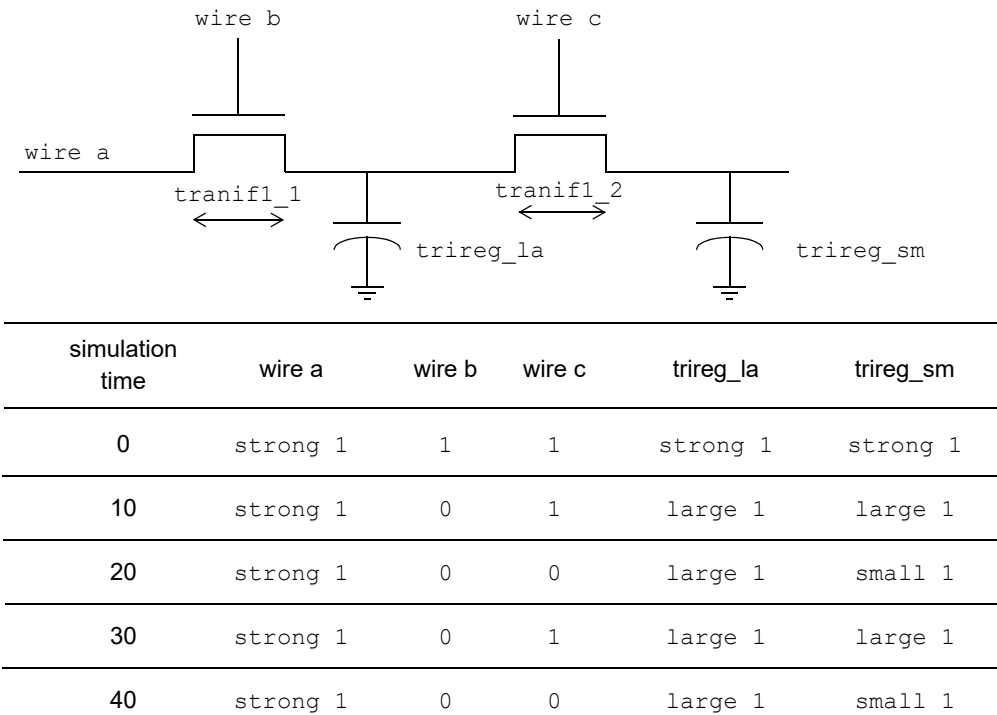 wire b wire c
wire a
tranif1_1 tranif1_2
trireg_la trireg_sm
simulation time wire a wire b wire c trireg_la trireg_sm
0 strong 1 1 1 strong 1 strong 1
10 strong 1 0 1 large 1 large 1
20 strong 1 0 0 large 1 small 1
30 strong 1 0 1 large 1 large 1
40 strong 1 0 0 large 1 small 1